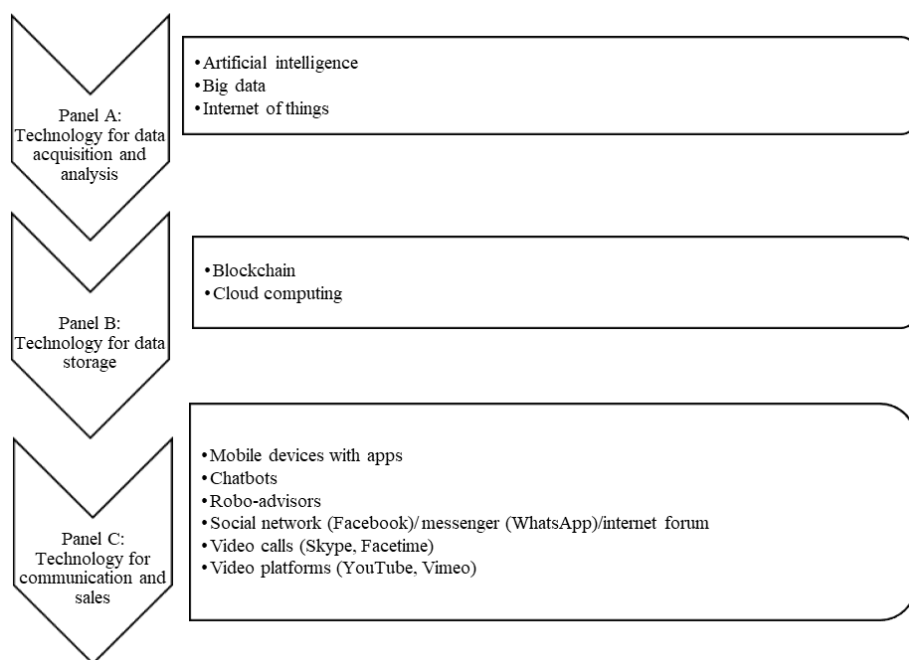 Panel A:
Technology for data
acquisition and
analysis
•Artificial intelligence
•Big data
•Internet of things
Panel B:
Technology for data
storage
•Blockchain
•Cloud computing
Panel C:
Technology for
communication and
sales
•Mobile devices with apps
•Chatbots
•Robo-advisors
•Social network (Facebook)/ messenger (WhatsApp)/internet forum
•Video calls (Skype, Facetime)
•Video platforms (YouTube, Vimeo)